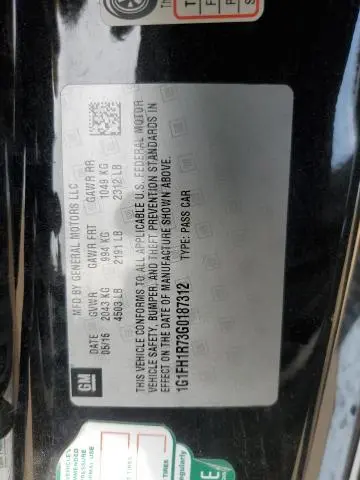 MFD BY GENERAL MOTORS LLC
DATE GVWR GAWR FRT GAWR RR
05/16 2043 KG 994 KG 1049 KG
4503 LB 2191 LB 2312 LB
THIS VEHICLE CONFORMS TO ALL APPLICABLE U.S. FEDERAL MOTOR
VEHICLE SAFETY, BUMPER, AND THEFT PREVENTION STANDARDS IN
EFFECT ON THE DATE OF MANUFACTURE SHOWN ABOVE.
1G1FH1R73G0187312 TYPE: PASS CAR
GM
regularly